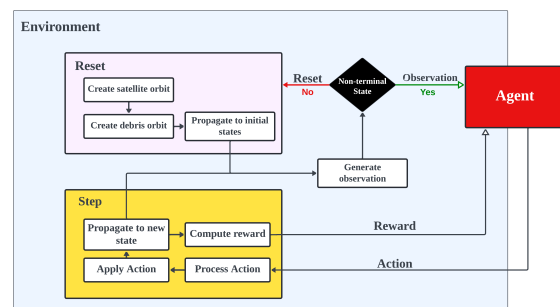 Environment
Reset
Create satellite orbit
Create debris orbit
Propagate to initial
states
Reset
No
Non-terminal
State
Observation
Yes
Agent
Generate
observation
Step
Propagate to new
state
Compute reward
Reward
Apply Action
Process Action
Action